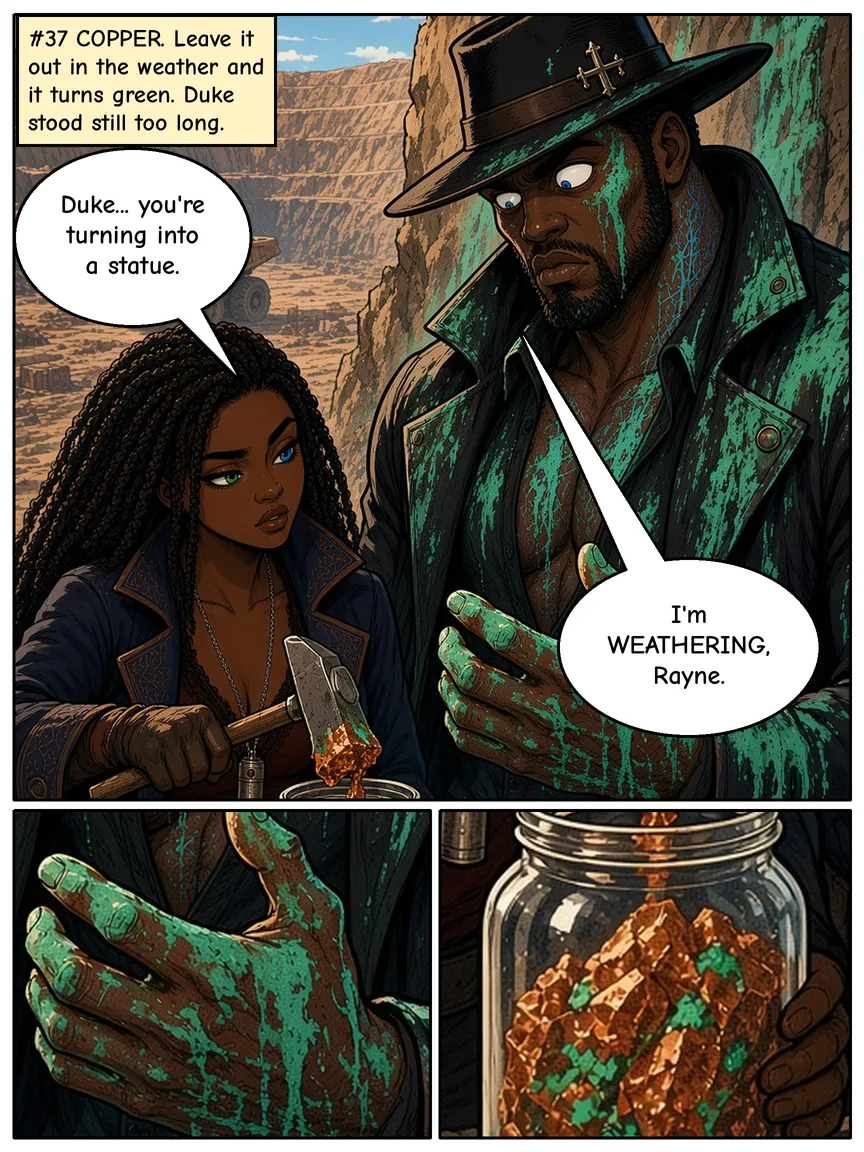 #37 COPPER. Leave it
out in the weather and
it turns green. Duke
stood still too long.
Duke... you're
turning into
a statue.
I'm
WEATHERING,
Rayne.